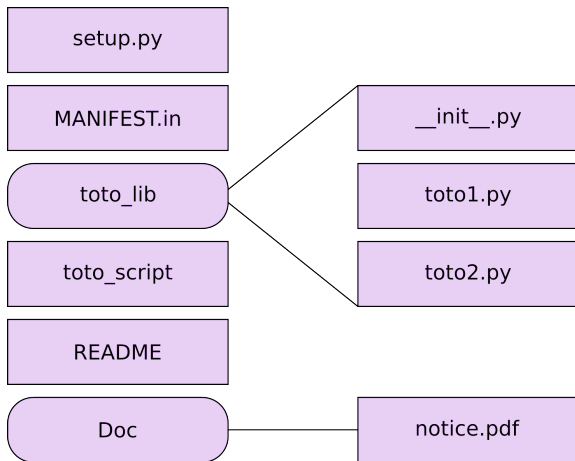 setup.py
MANIFEST.in
__init__.py
toto_lib
toto1.py
toto_script
toto2.py
README
Doc
notice.pdf